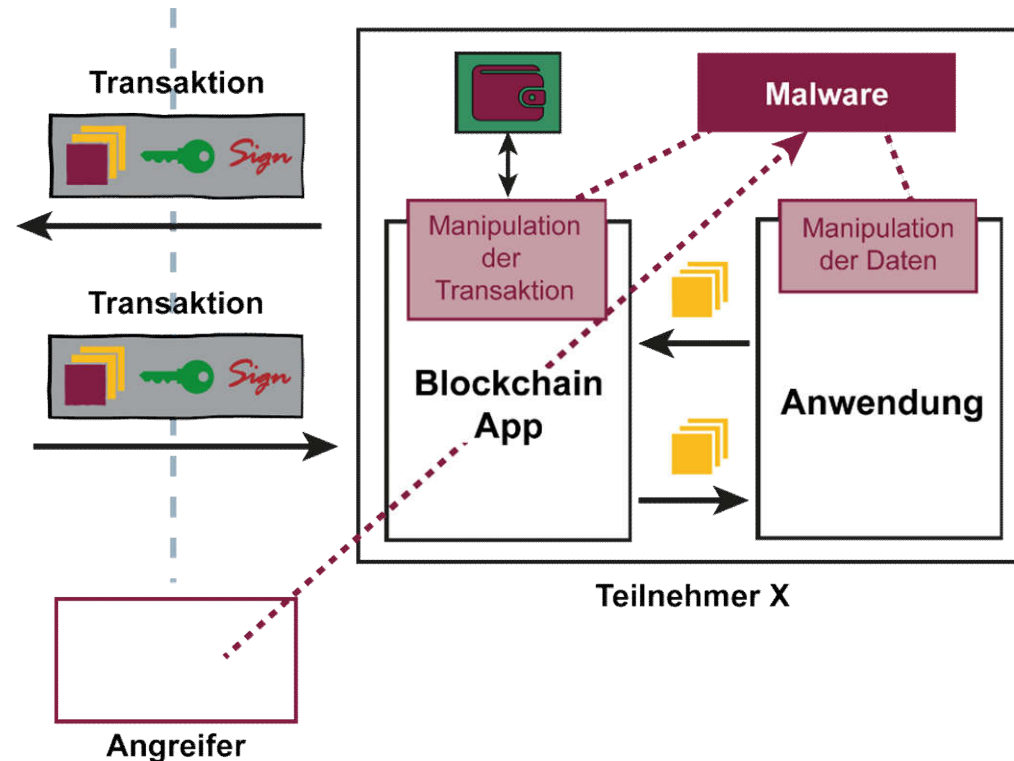 Transaktion
Sign
Transaktion
Sign
Malware
Manipulation
der
Transaktion
Manipulation
der Daten
Blockchain
App
Anwendung
Teilnehmer X
Angreifer